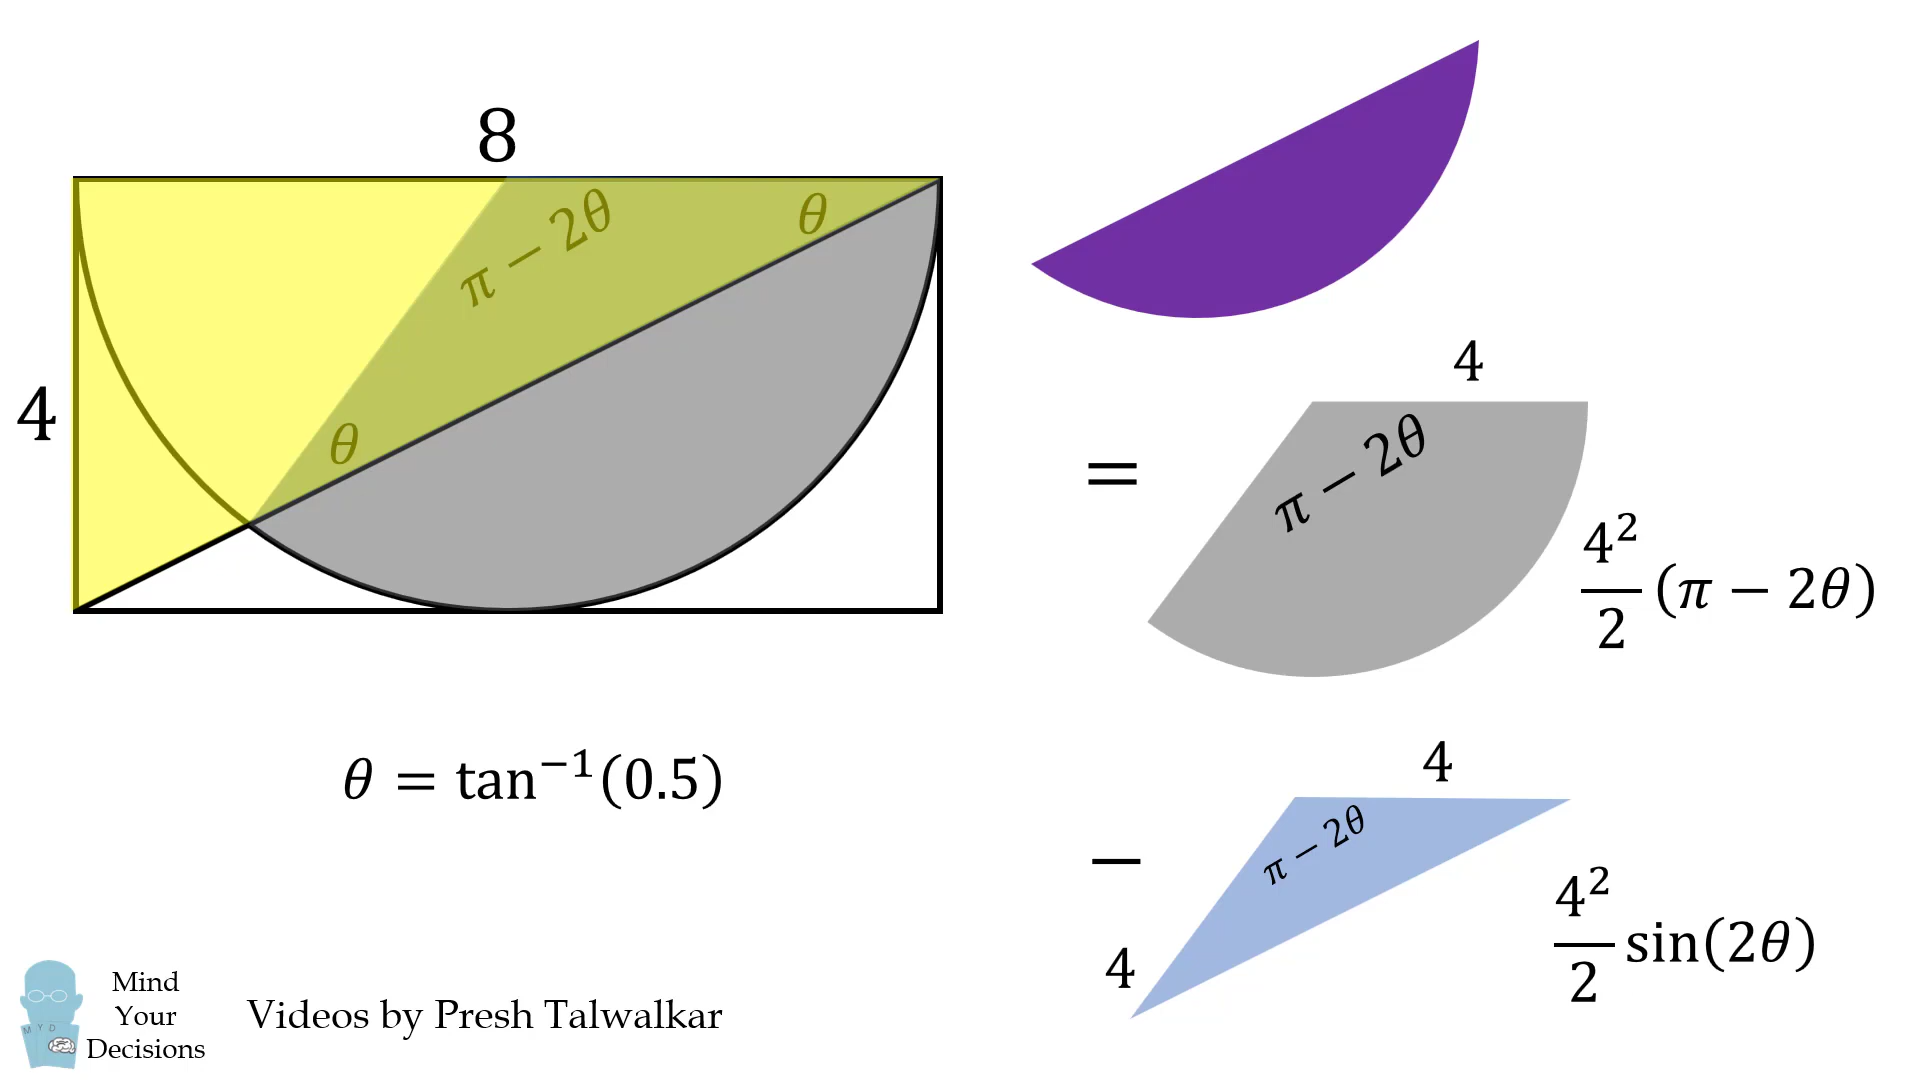 8
π − 2θ
θ
4
θ
θ = tan⁻¹(0.5)
4
π − 2θ
=
4²/2 (π − 2θ)
4
π − 2θ
−
4
4²/2 sin(2θ)
M Y D
Mind
Your
Decisions
Videos by Presh Talwalkar